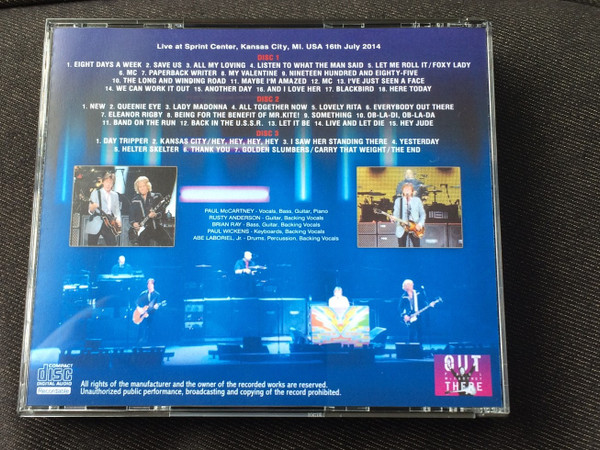 Live at Sprint Center, Kansas City, MI. USA 16th July 2014
DISC 1
1. EIGHT DAYS A WEEK 2. SAVE US 3. ALL MY LOVING 4. LISTEN TO WHAT THE MAN SAID 5. LET ME ROLL IT / FOXY LADY
6. MC 7. PAPERBACK WRITER 8. MY VALENTINE 9. NINETEEN HUNDRED AND EIGHTY-FIVE
10. THE LONG AND WINDING ROAD 11. MAYBE I'M AMAZED 12. MC 13. I'VE JUST SEEN A FACE
14. WE CAN WORK IT OUT 15. ANOTHER DAY 16. AND I LOVE HER 17. BLACKBIRD 18. HERE TODAY
DISC 2
1. NEW 2. QUEENIE EYE 3. LADY MADONNA 4. ALL TOGETHER NOW 5. LOVELY RITA 6. EVERYBODY OUT THERE
7. ELEANOR RIGBY 8. BEING FOR THE BENEFIT OF MR.KITE! 9. SOMETHING 10. OB-LA-DI, OB-LA-DA
11. BAND ON THE RUN 12. BACK IN THE U.S.S.R. 13. LET IT BE 14. LIVE AND LET DIE 15. HEY JUDE
DISC 3
1. DAY TRIPPER 2. KANSAS CITY / HEY, HEY, HEY, HEY 3. I SAW HER STANDING THERE 4. YESTERDAY
5. HELTER SKELTER 6. THANK YOU 7. GOLDEN SLUMBERS / CARRY THAT WEIGHT / THE END
PAUL McCARTNEY - Vocals, Bass, Guitar, Piano
RUSTY ANDERSON - Guitar, Backing Vocals
BRIAN RAY - Bass, Guitar, Backing Vocals
PAUL WICKENS - Keyboards, Backing Vocals
ABE LABORIEL, Jr. - Drums, Percussion, Backing Vocals
COMPACT
disc
DIGITAL AUDIO
Recordable
All rights of the manufacturer and the owner of the recorded works are reserved.
Unauthorized public performance, broadcasting and copying of the record prohibited.
OUT
THERE